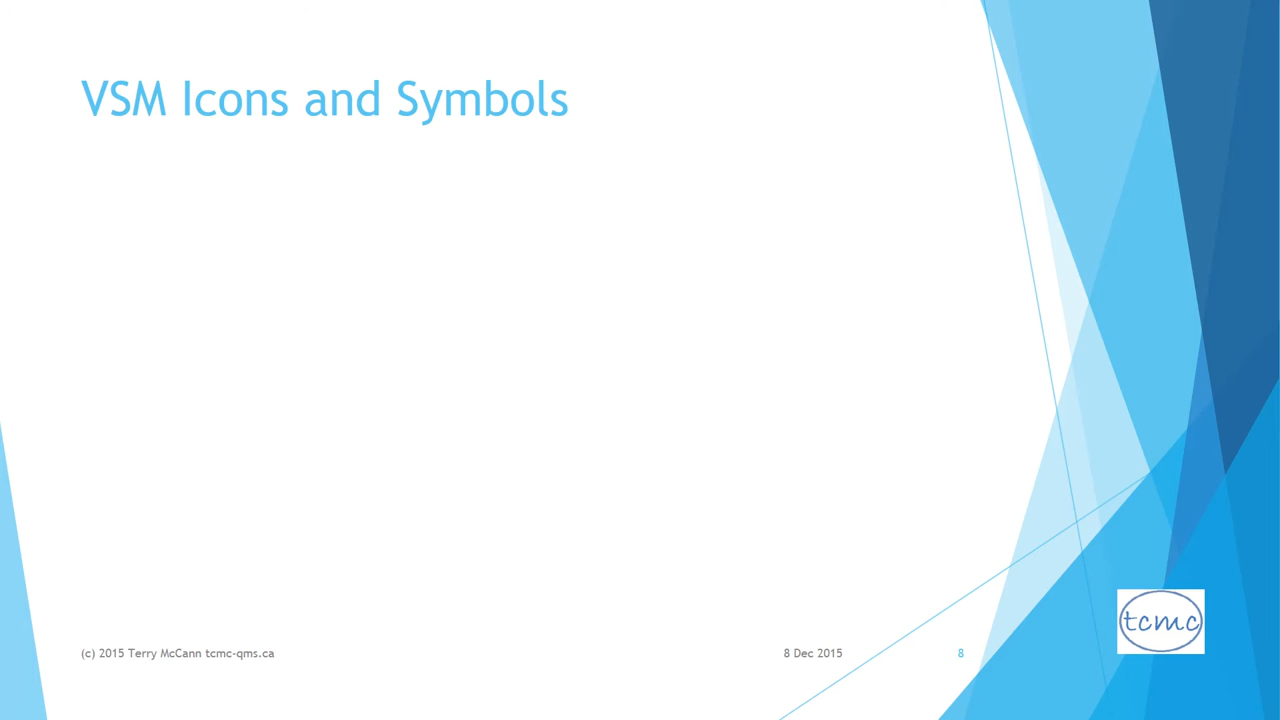 VSM Icons and Symbols
(c) 2015 Terry McCann tcmc-qms.ca
8 Dec 2015
8
tcmc